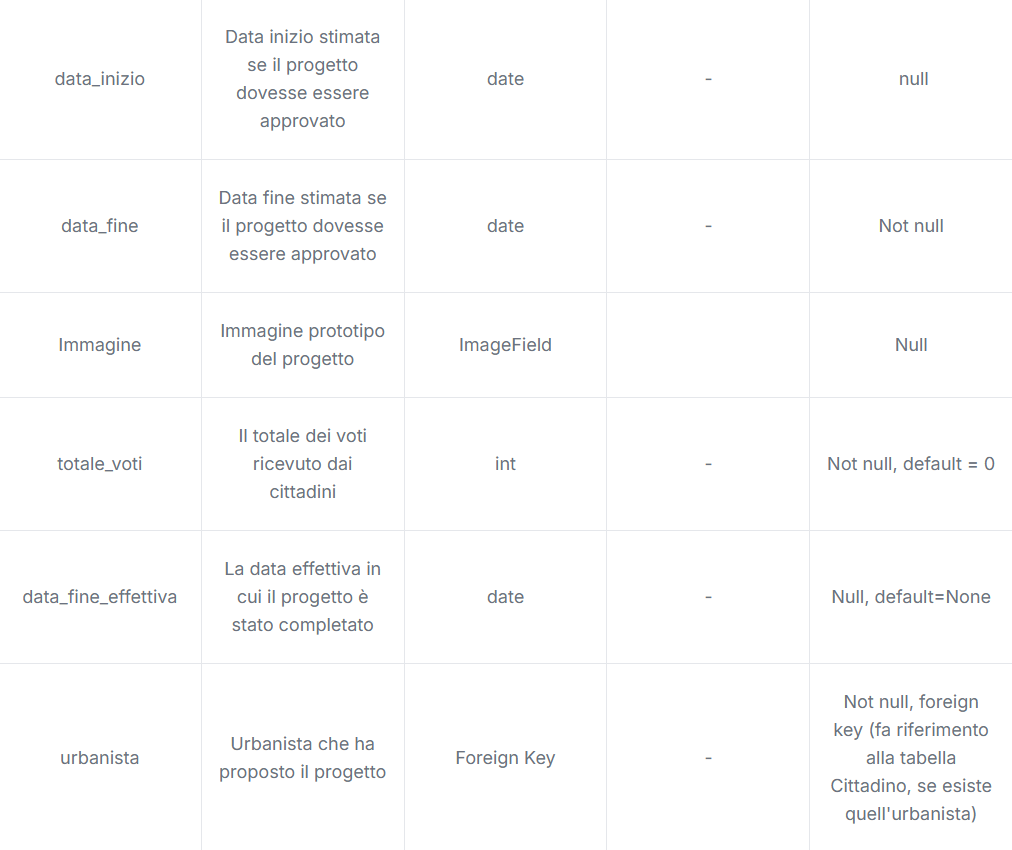 data_inizio
Data inizio stimata
se il progetto
dovesse essere
approvato
date
-
null
data_fine
Data fine stimata se
il progetto dovesse
essere approvato
date
-
Not null
Immagine
Immagine prototipo
del progetto
ImageField
Null
totale_voti
Il totale dei voti
ricevuto dai
cittadini
int
-
Not null, default = 0
data_fine_effettiva
La data effettiva in
cui il progetto è
stato completato
date
-
Null, default=None
urbanista
Urbanista che ha
proposto il progetto
Foreign Key
-
Not null, foreign
key (fa riferimento
alla tabella
Cittadino, se esiste
quell'urbanista)